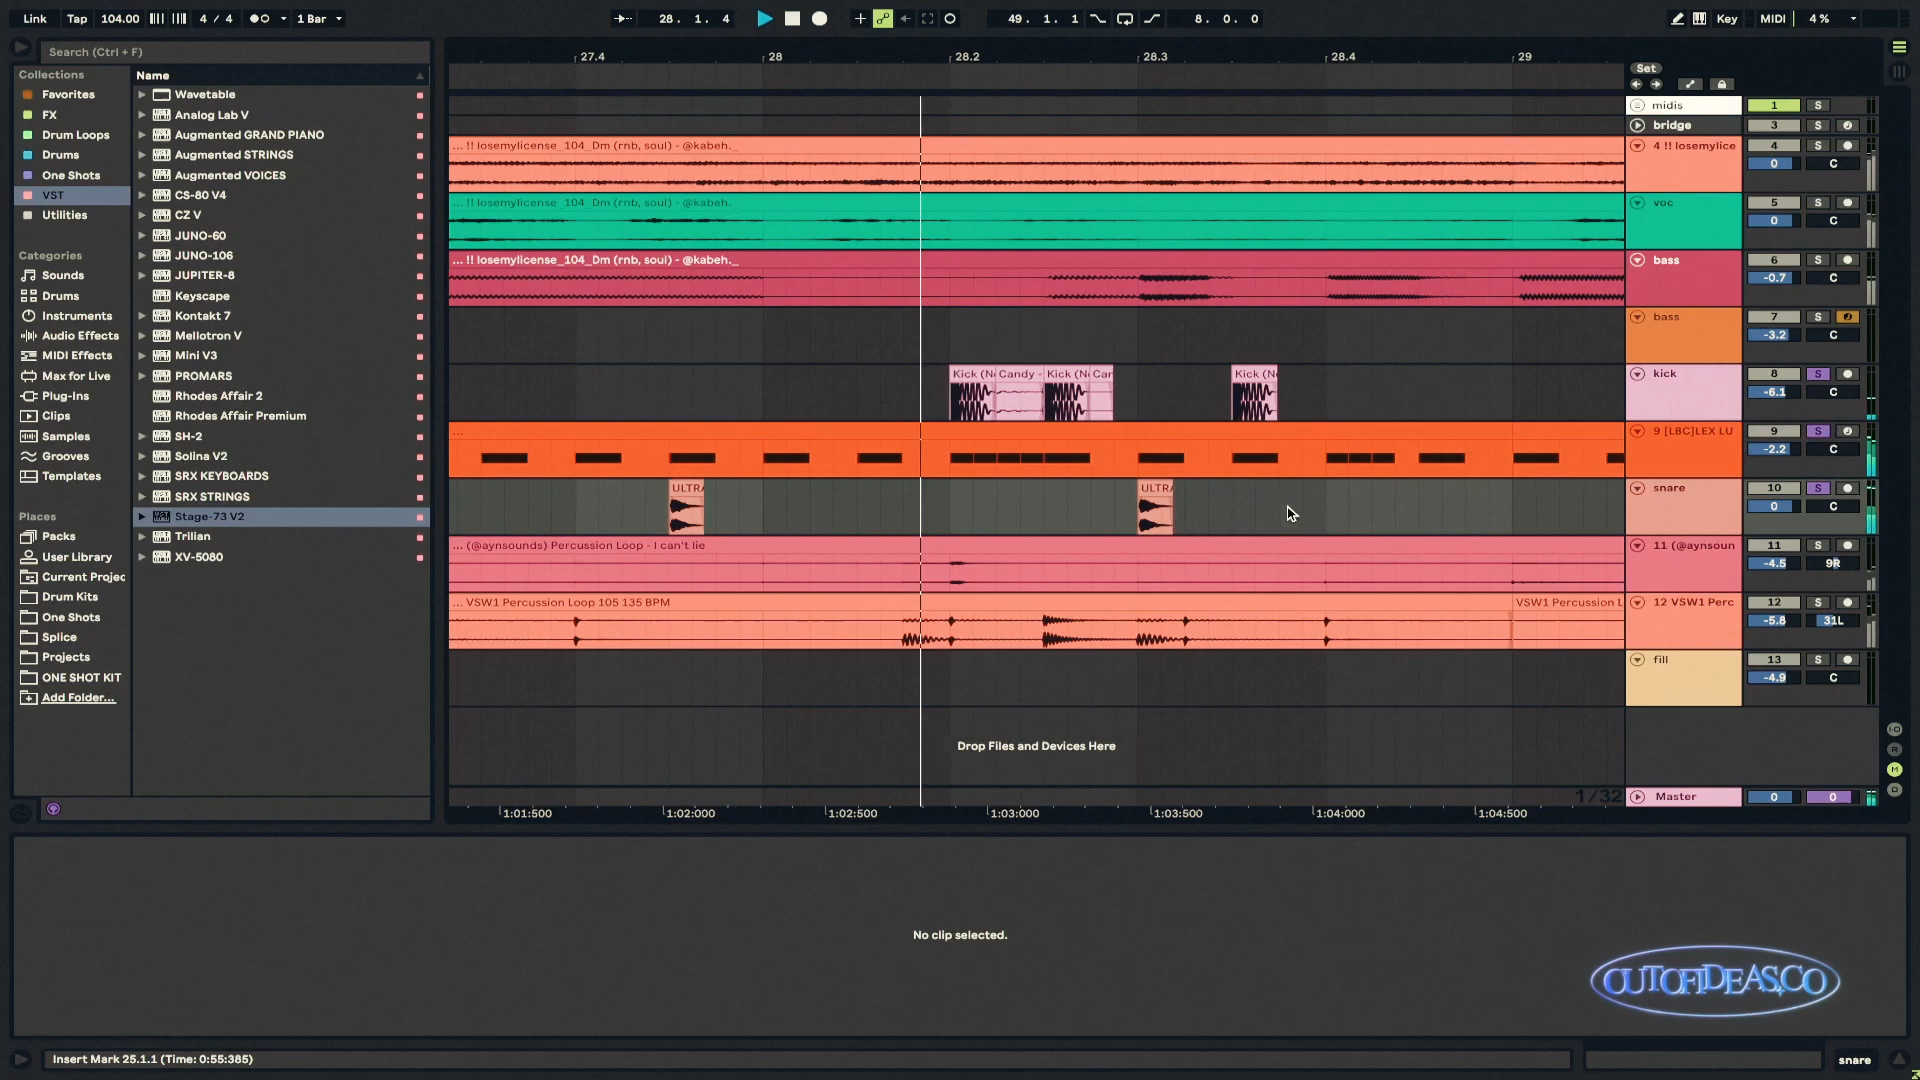 Link Tap 104.00 4 / 4 1 Bar 28. 1. 4 49. 1. 1 8. 0. 0 Key MIDI 4 %
Search (Ctrl + F)
Collections
Favorites
FX
Drum Loops
Drums
One Shots
VST
Utilities
Categories
Sounds
Drums
Instruments
Audio Effects
MIDI Effects
Max for Live
Plug-Ins
Clips
Samples
Grooves
Templates
Places
Packs
User Library
Current Projec
Drum Kits
One Shots
Splice
Projects
ONE SHOT KIT
Add Folder...
Name
Wavetable
Analog Lab V
Augmented GRAND PIANO
Augmented STRINGS
Augmented VOICES
CS-80 V4
CZ V
JUNO-60
JUNO-106
JUPITER-8
Keyscape
Kontakt 7
Mellotron V
Mini V3
PROMARS
Rhodes Affair 2
Rhodes Affair Premium
SH-2
Solina V2
SRX KEYBOARDS
SRX STRINGS
Stage-73 V2
Trilian
XV-5080
27.4 28 28.2 28.3 28.4 29
Set
midis 1 S
bridge 3 S
... !! losemylicense_104_Dm (rnb, soul) - @kabeh._ 4 !! losemylice 4 S
0 C
... !! losemylicense_104_Dm (rnb, soul) - @kabeh. voc 5 S
0 C
... !! losemylicense_104_Dm (rnb, soul) - @kabeh._ bass 6 S
-0.7 C
bass 7 S
-3.2 C
Kick (N Candy - Kick (N Can Kick (N kick 8 S
-6.1 C
... 9 [LBC]LEX LU 9 S
-2.2 C
ULTRA ULTRA snare 10 S
0 C
... (@aynsounds) Percussion Loop - I can't lie 11 (@aynsoun 11 S
-4.5 9R
... VSW1 Percussion Loop 105 135 BPM VSW1 Percussion L 12 VSW1 Perc 12 S
-5.8 31L
fill 13 S
-4.9 C
Drop Files and Devices Here
1/32 Master 0 0
1:01:500 1:02:000 1:02:500 1:03:000 1:03:500 1:04:000 1:04:500
No clip selected.
OUTOFIDEAS.CO
Insert Mark 25.1.1 (Time: 0:55:385) snare